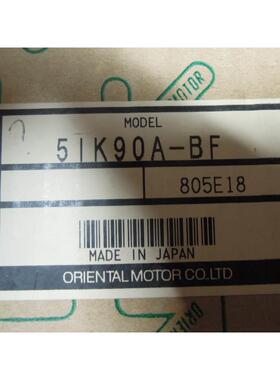 MODEL
5IK90A-BF
805E18
MADE IN JAPAN
ORIENTAL MOTOR CO.LTD